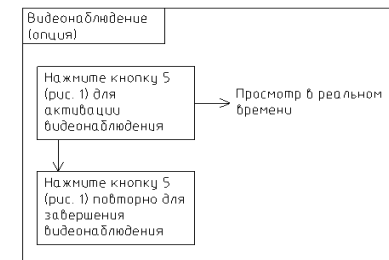 Видеонаблюдение
(опция)
Нажмите кнопку 5
(рис. 1) для
активации
видеонаблюдения
Просмотр в реальном
времени
Нажмите кнопку 5
(рис. 1) повторно для
завершения
видеонаблюдения